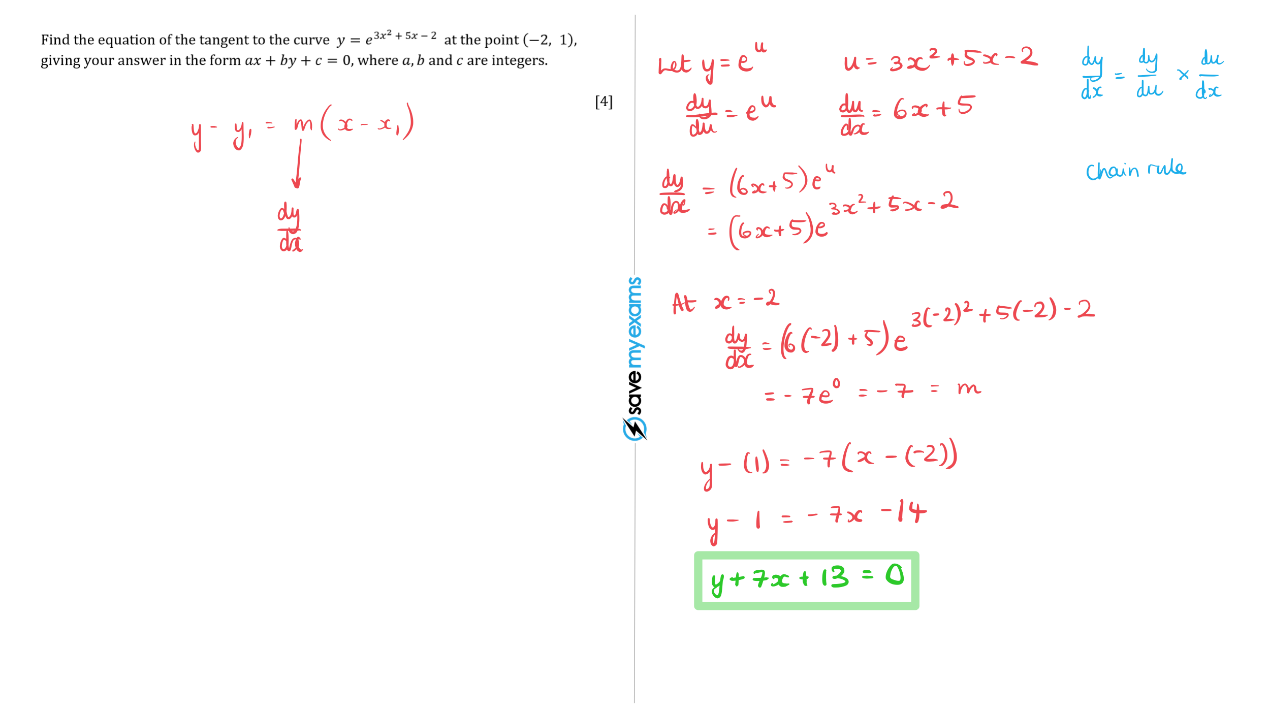 Find the equation of the tangent to the curve y = e^{3x² + 5x − 2} at the point (−2, 1),
giving your answer in the form ax + by + c = 0, where a, b and c are integers.
[4]
y − y₁ = m(x − x₁)
dy/dx
Let y = e^u
u = 3x² + 5x − 2
dy/dx = dy/du × du/dx
dy/du = e^u
du/dx = 6x + 5
Chain rule
dy/dx = (6x+5)e^u
= (6x+5)e^{3x² + 5x − 2}
At x = −2
dy/dx = (6(−2) + 5)e^{3(−2)² + 5(−2) − 2}
= −7e⁰ = −7 = m
y − (1) = −7(x − (−2))
y − 1 = −7x − 14
y + 7x + 13 = 0
save my exams